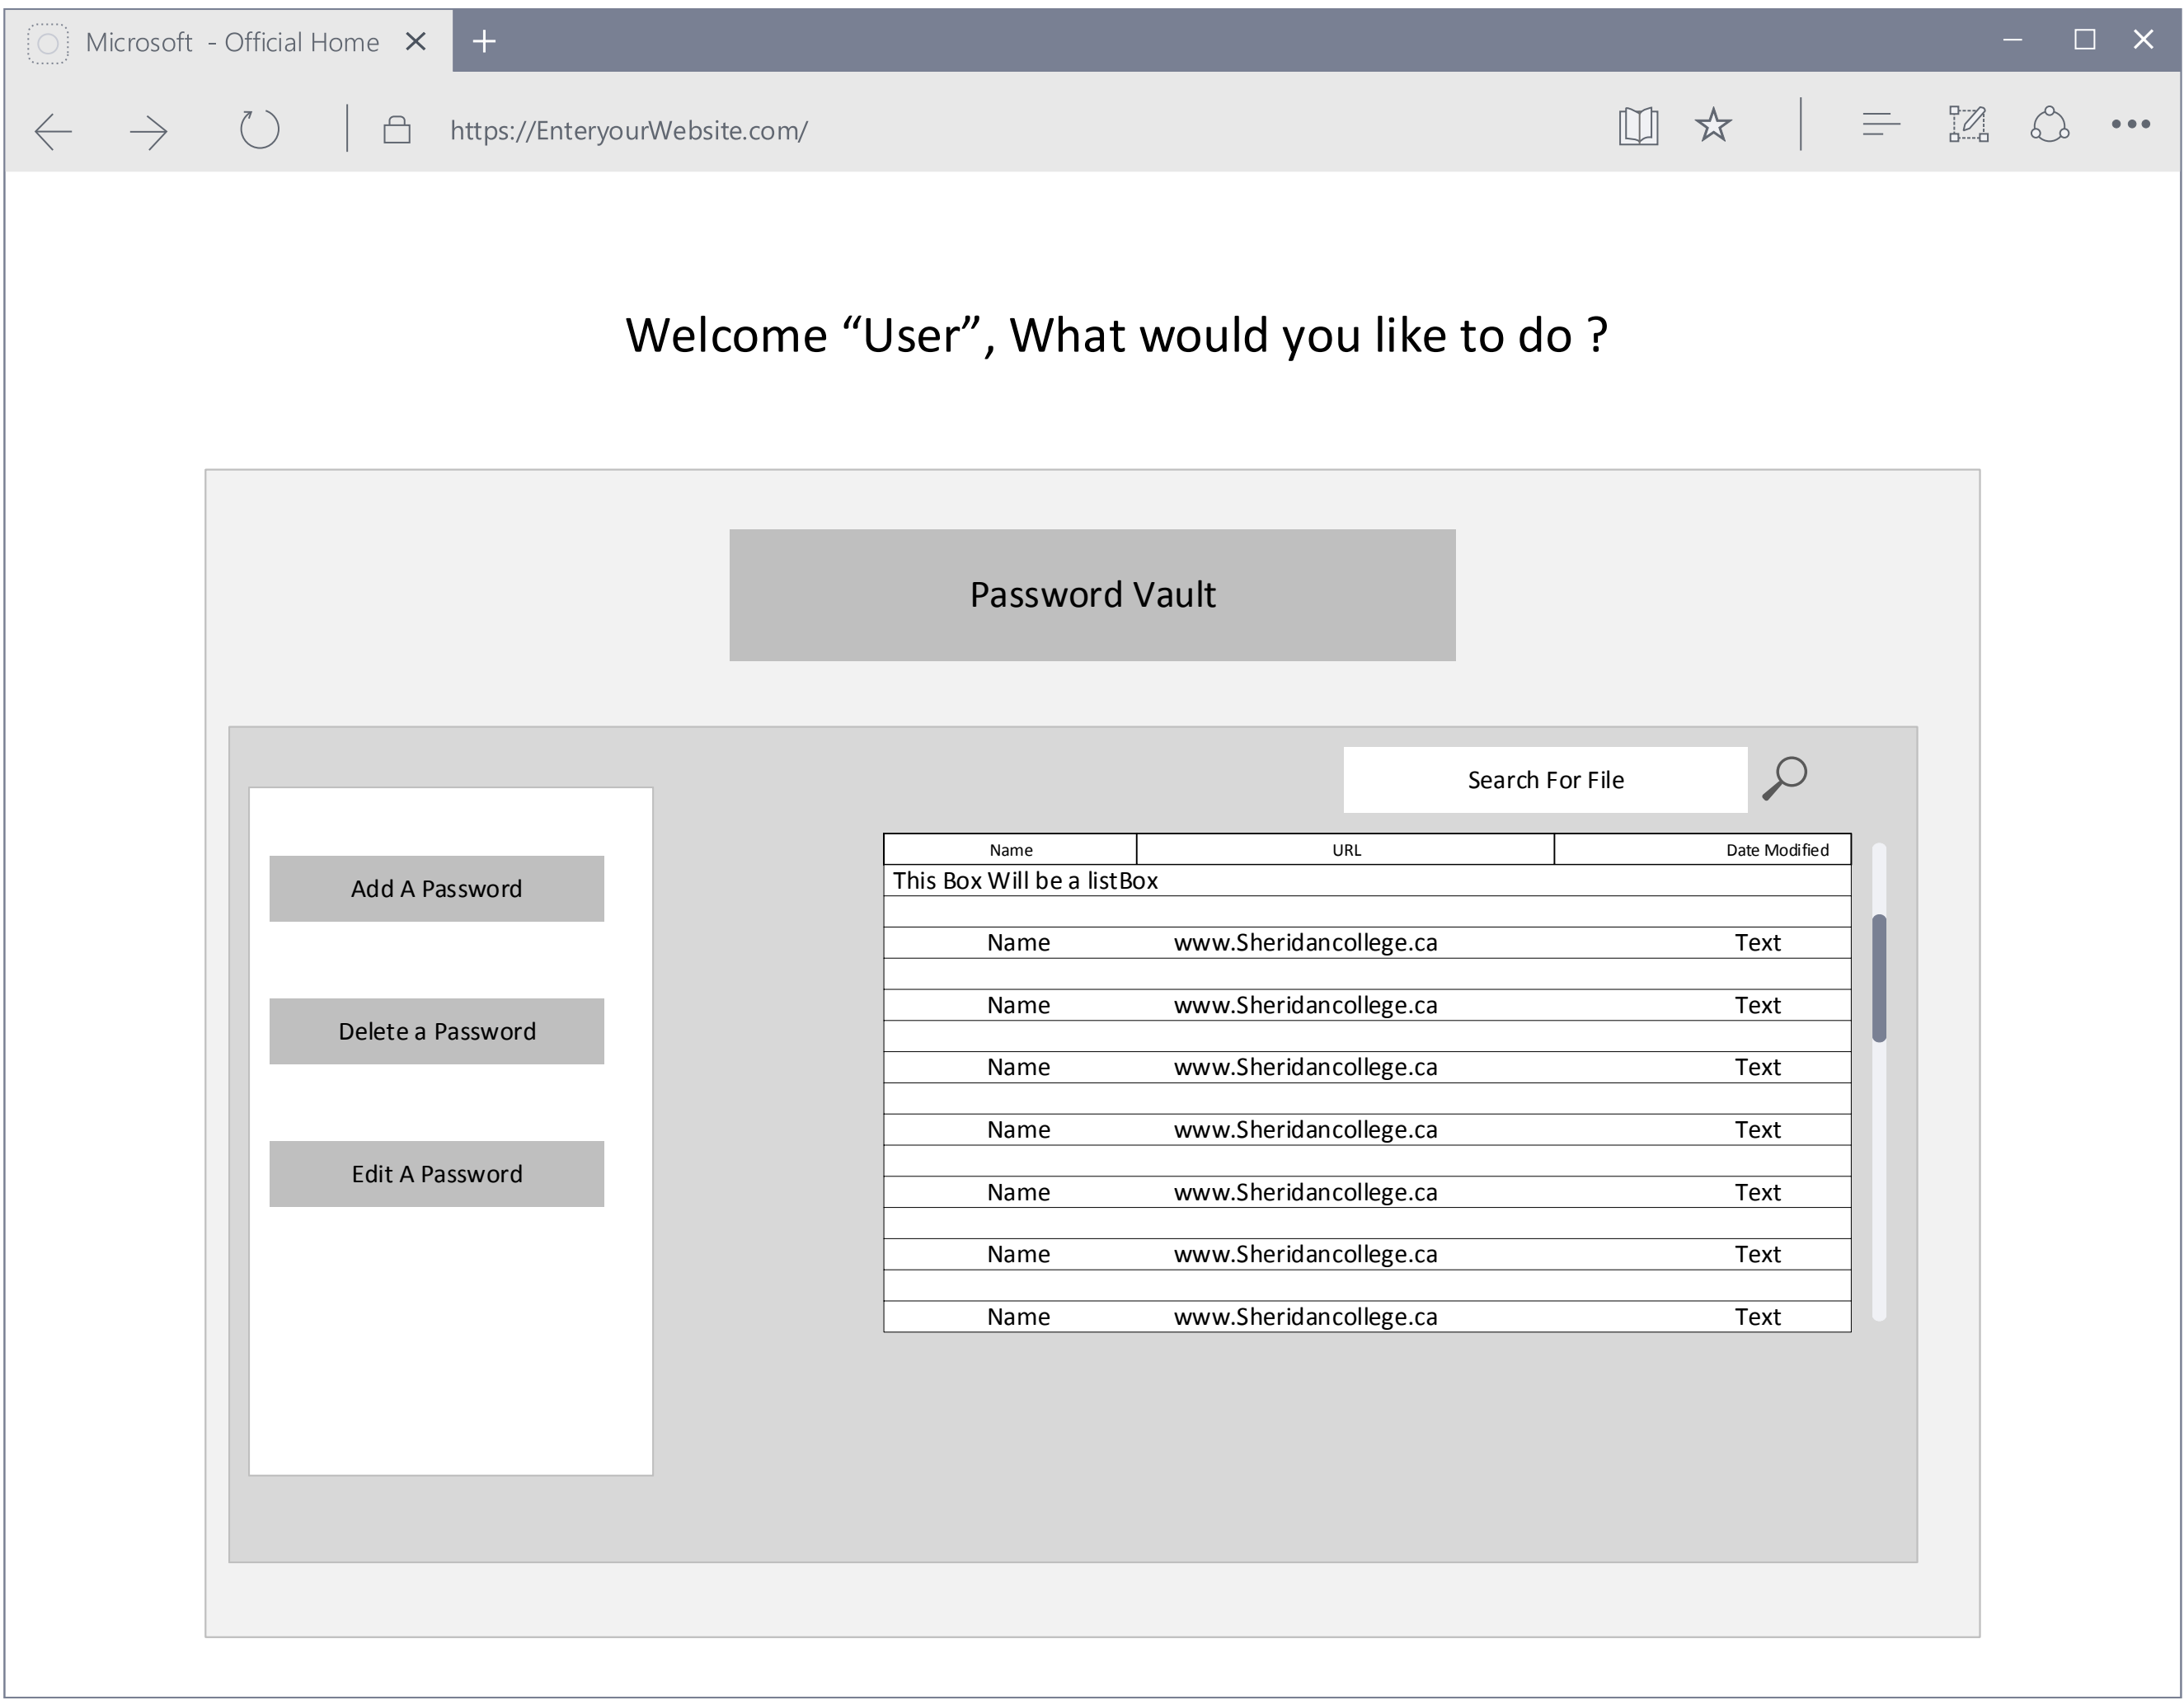 Microsoft - Official Home
https://EnteryourWebsite.com/
Welcome “User”, What would you like to do ?
Password Vault
Search For File
Add A Password
Delete a Password
Edit A Password
Name URL Date Modified
This Box Will be a listBox
Name www.Sheridancollege.ca Text
Name www.Sheridancollege.ca Text
Name www.Sheridancollege.ca Text
Name www.Sheridancollege.ca Text
Name www.Sheridancollege.ca Text
Name www.Sheridancollege.ca Text
Name www.Sheridancollege.ca Text